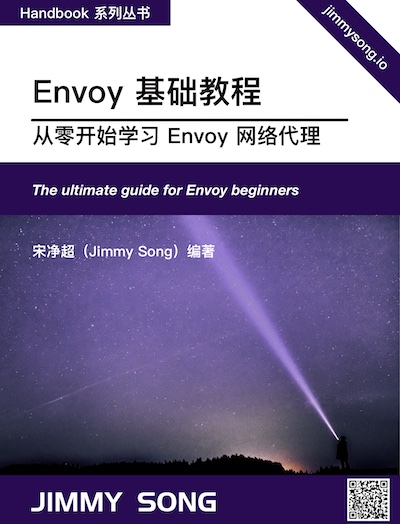 Handbook 系列丛书
jimmysong.io
Envoy 基础教程
从零开始学习 Envoy 网络代理
The ultimate guide for Envoy beginners
宋净超（Jimmy Song）编著
JIMMY SONG